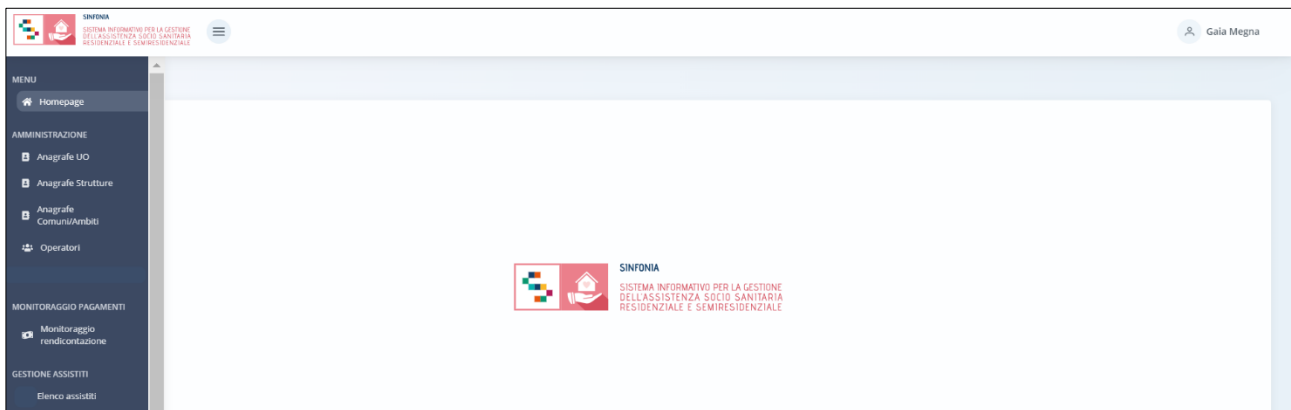 SINFONIA
SISTEMA INFORMATIVO PER LA GESTIONE
DELL'ASSISTENZA SOCIO SANITARIA
RESIDENZIALE E SEMIRESIDENZIALE
Gaia Megna
MENU
Homepage
AMMINISTRAZIONE
Anagrafe UO
Anagrafe Strutture
Anagrafe
Comuni/Ambiti
Operatori
MONITORAGGIO PAGAMENTI
Monitoraggio
rendicontazione
GESTIONE ASSISTITI
Elenco assistiti
SINFONIA
SISTEMA INFORMATIVO PER LA GESTIONE
DELL'ASSISTENZA SOCIO SANITARIA
RESIDENZIALE E SEMIRESIDENZIALE